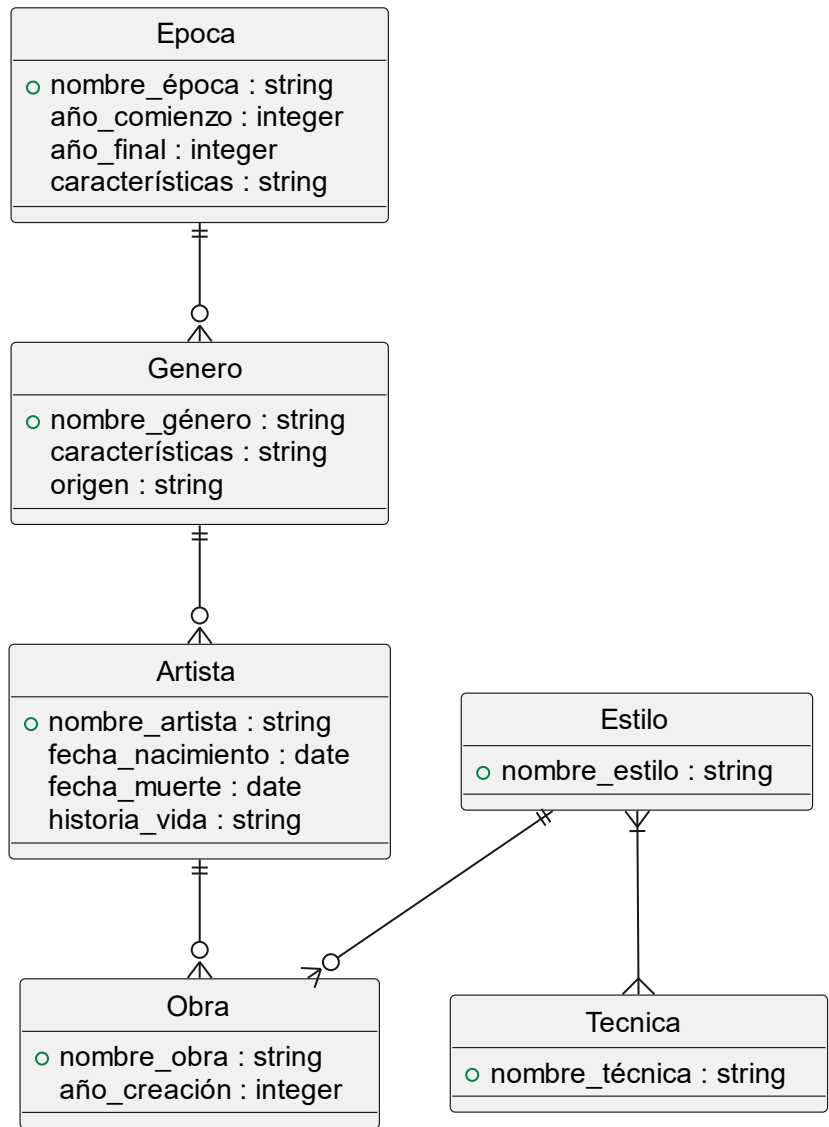 Epoca
nombre_época : string
año_comienzo : integer
año_final : integer
características : string
Genero
nombre_género : string
características : string
origen : string
Artista
nombre_artista : string
fecha_nacimiento : date
fecha_muerte : date
historia_vida : string
Estilo
nombre_estilo : string
Obra
nombre_obra : string
año_creación : integer
Tecnica
nombre_técnica : string